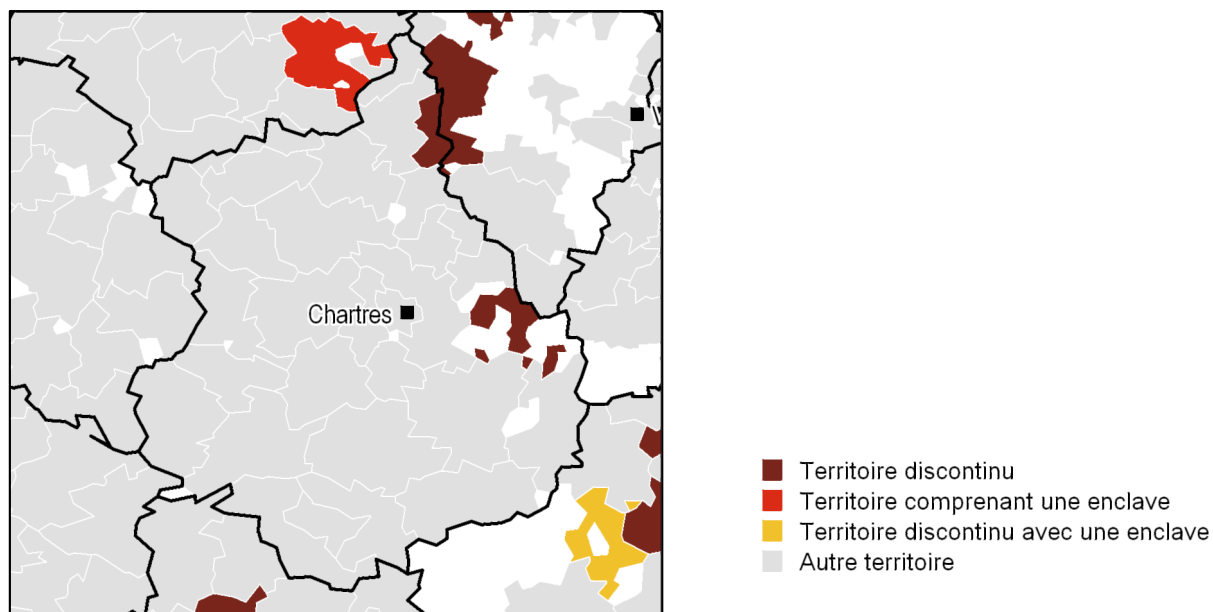 Chartres
Territoire discontinu
Territoire comprenant une enclave
Territoire discontinu avec une enclave
Autre territoire